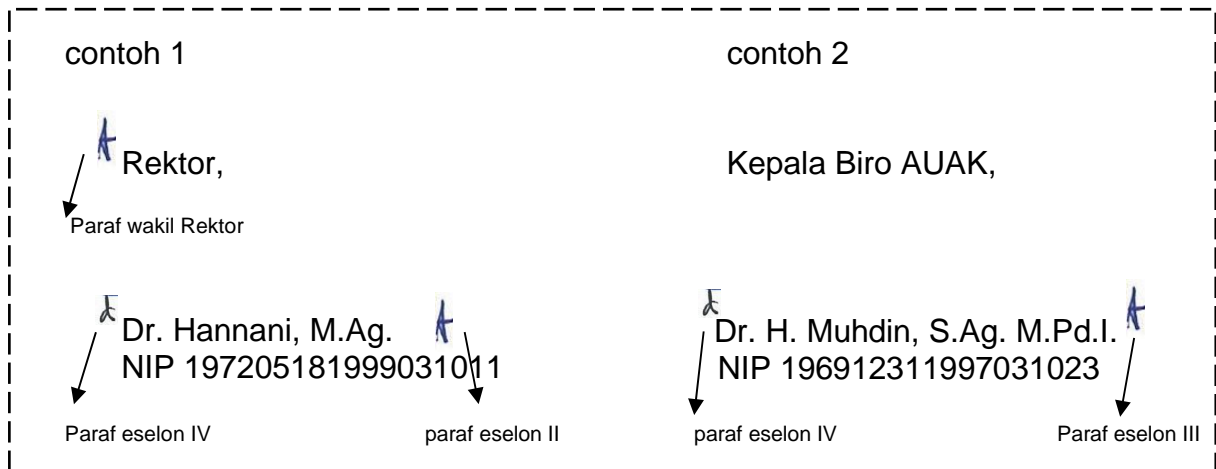 contoh 1
contoh 2
Rektor,
Kepala Biro AUAK,
Paraf wakil Rektor
Dr. Hannani, M.Ag.
NIP 197205181999031011
Dr. H. Muhdin, S.Ag. M.Pd.I.
NIP 196912311997031023
Paraf eselon IV
paraf eselon II
paraf eselon IV
Paraf eselon III